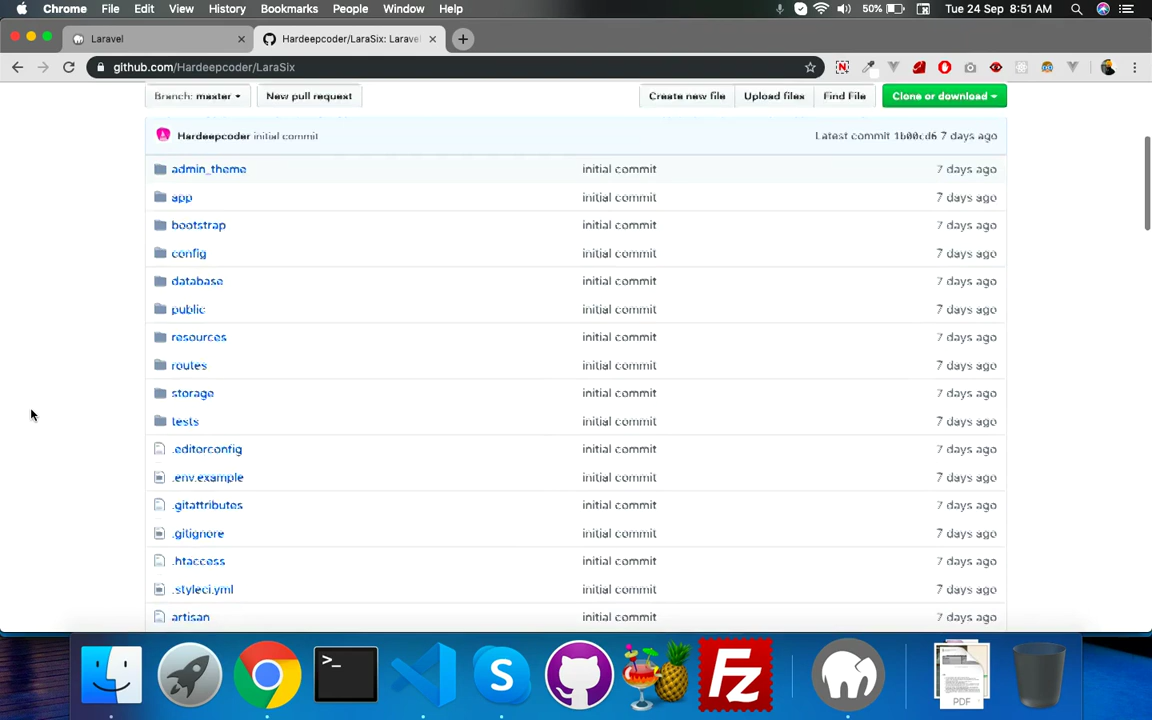 Chrome File Edit View History Bookmarks People Window Help 50% Tue 24 Sep 8:51 AM
Laravel Hardeepcoder/LaraSix: Laravel
github.com/Hardeepcoder/LaraSix
Branch: master New pull request Create new file Upload files Find File Clone or download
Hardeepcoder initial commit Latest commit 1b00cd6 7 days ago
admin_theme initial commit 7 days ago
app initial commit 7 days ago
bootstrap initial commit 7 days ago
config initial commit 7 days ago
database initial commit 7 days ago
public initial commit 7 days ago
resources initial commit 7 days ago
routes initial commit 7 days ago
storage initial commit 7 days ago
tests initial commit 7 days ago
.editorconfig initial commit 7 days ago
.env.example initial commit 7 days ago
.gitattributes initial commit 7 days ago
.gitignore initial commit 7 days ago
.htaccess initial commit 7 days ago
.styleci.yml initial commit 7 days ago
artisan initial commit 7 days ago
>_ S Fz PDF